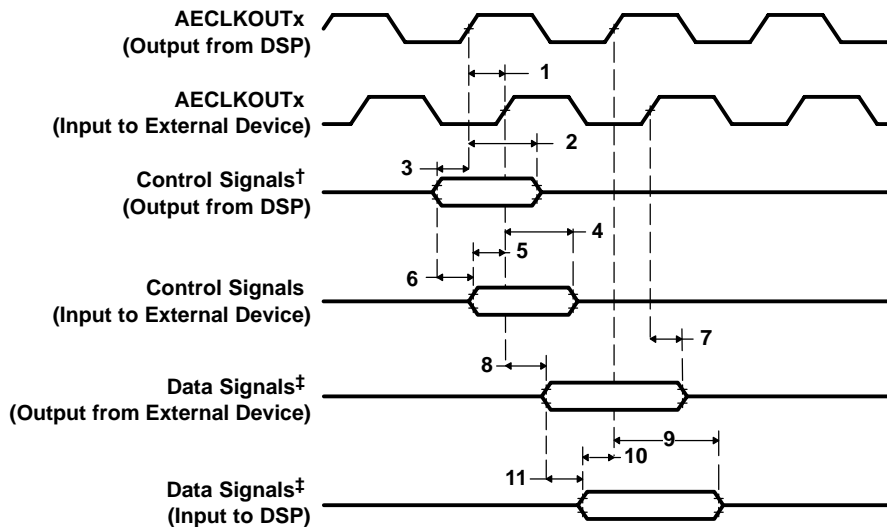 AECLKOUTx
(Output from DSP)
1
AECLKOUTx
(Input to External Device)
2
3
Control Signals†
(Output from DSP)
4
5
6
Control Signals
(Input to External Device)
7
8
Data Signals‡
(Output from External Device)
9
10
11
Data Signals‡
(Input to DSP)